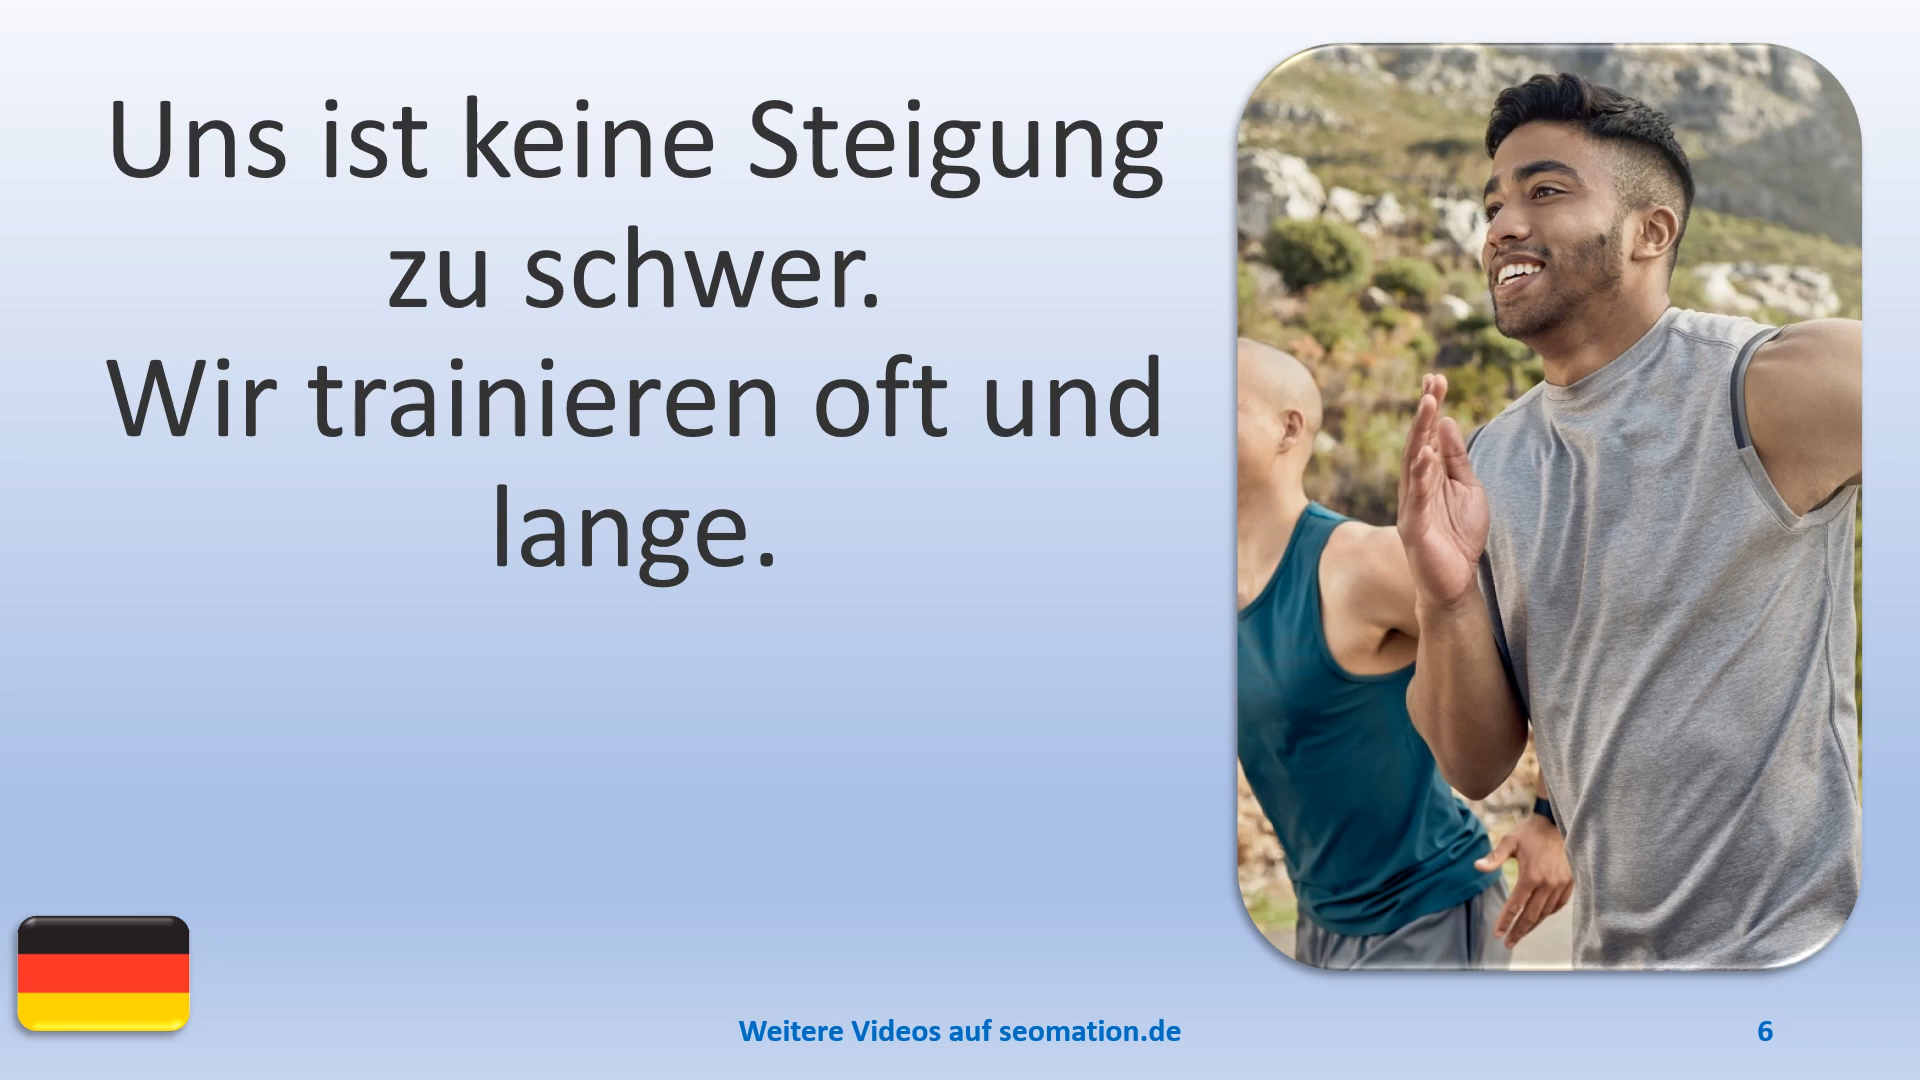 Uns ist keine Steigung
zu schwer.
Wir trainieren oft und
lange.
Weitere Videos auf seomation.de
6